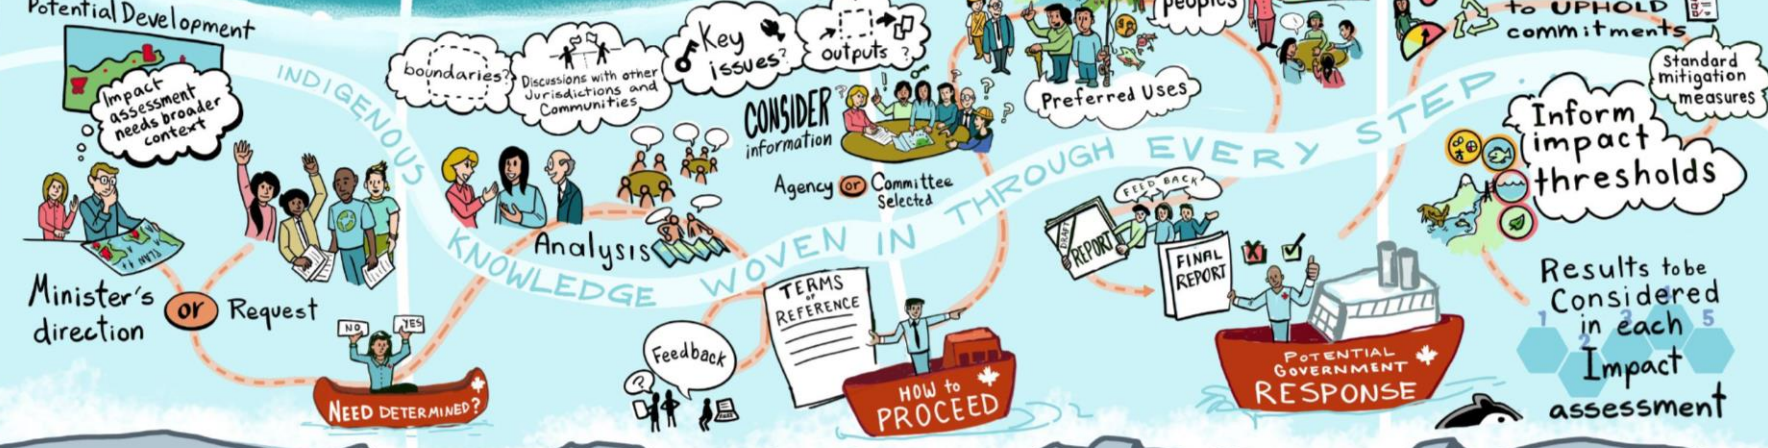 Potential Development
Impact
assessment
needs broader
context
Minister's
direction
or
Request
NO
YES
NEED DETERMINED?
INDIGENOUS KNOWLEDGE WOVEN IN THROUGH EVERY STEP...
boundaries?
Discussions with other
Jurisdictions and
Communities
Key
issues?
outputs?
Analysis
CONSIDER
information
?
!
?
?
?
Agency or Committee
Selected
Feedback
?
TERMS
OF
REFERENCE
HOW to
PROCEED
peoples
Preferred Uses
FEED BACK
DRAFT
REPORT
FINAL
REPORT
POTENTIAL
GOVERNMENT
RESPONSE
to UPHOLD
commitments
Standard
mitigation
measures
Inform
impact
thresholds
Results to be
Considered
in each
Impact
assessment
1
2
3
4
5